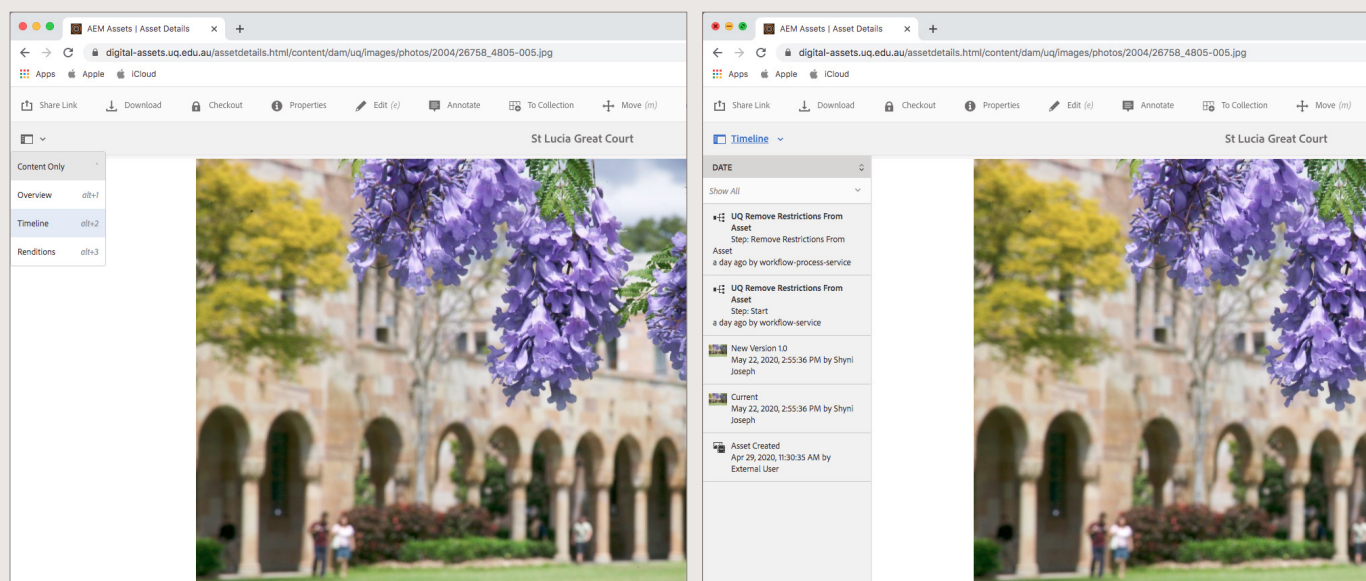 AEM Assets | Asset Details
digital-assets.uq.edu.au/assetdetails.html/content/dam/uq/images/photos/2004/26758_4805-005.jpg
Apps Apple iCloud
Share Link Download Checkout Properties Edit (e) Annotate To Collection Move (m)
St Lucia Great Court
Content Only
Overview alt+1
Timeline alt+2
Renditions alt+3
AEM Assets | Asset Details
digital-assets.uq.edu.au/assetdetails.html/content/dam/uq/images/photos/2004/26758_4805-005.jpg
Apps Apple iCloud
Share Link Download Checkout Properties Edit (e) Annotate To Collection Move (m)
Timeline St Lucia Great Court
DATE
Show All
UQ Remove Restrictions From
Asset
Step: Remove Restrictions From
Asset
a day ago by workflow-process-service
UQ Remove Restrictions From
Asset
Step: Start
a day ago by workflow-service
New Version 1.0
May 22, 2020, 2:55:36 PM by Shyni
Joseph
Current
May 22, 2020, 2:55:36 PM by Shyni
Joseph
Asset Created
Apr 29, 2020, 11:30:35 AM by
External User